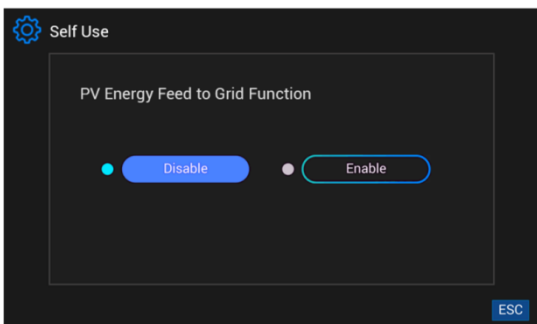 Self Use
PV Energy Feed to Grid Function
Disable
Enable
ESC